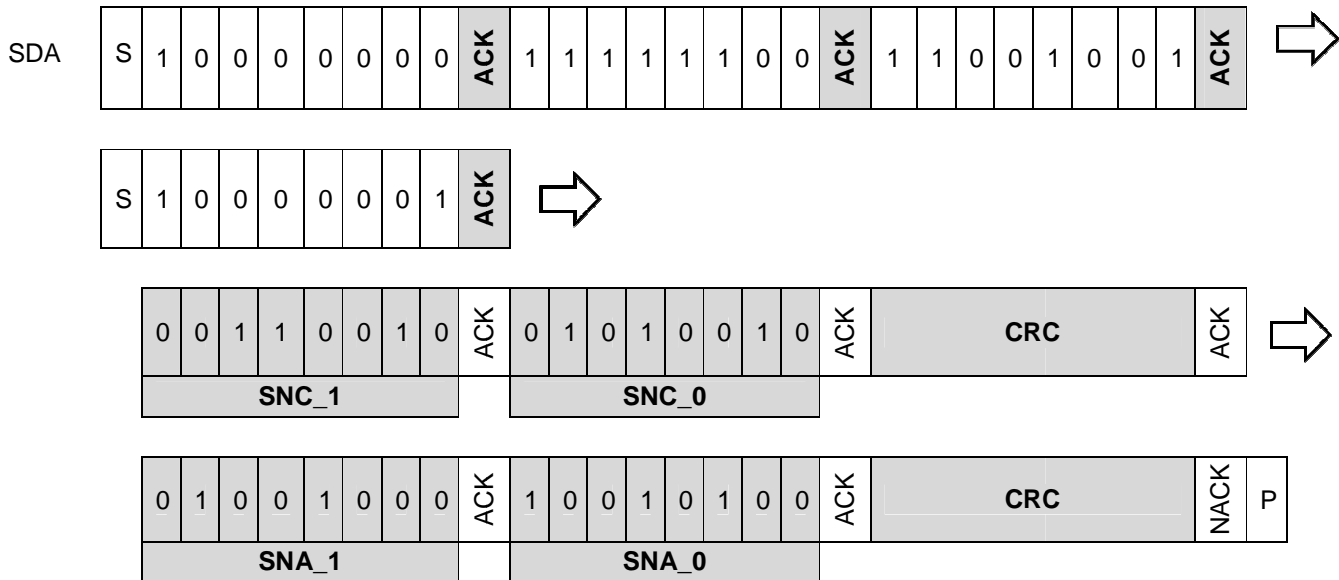 SDA S 1 0 0 0 0 0 0 0 ACK 1 1 1 1 1 1 0 0 ACK 1 1 0 0 1 0 0 1 ACK
S 1 0 0 0 0 0 0 1 ACK
0 0 1 1 0 0 1 0 ACK 0 1 0 1 0 0 1 0 ACK CRC ACK
SNC_1 SNC_0
0 1 0 0 1 0 0 0 ACK 1 0 0 1 0 1 0 0 ACK CRC NACK P
SNA_1 SNA_0